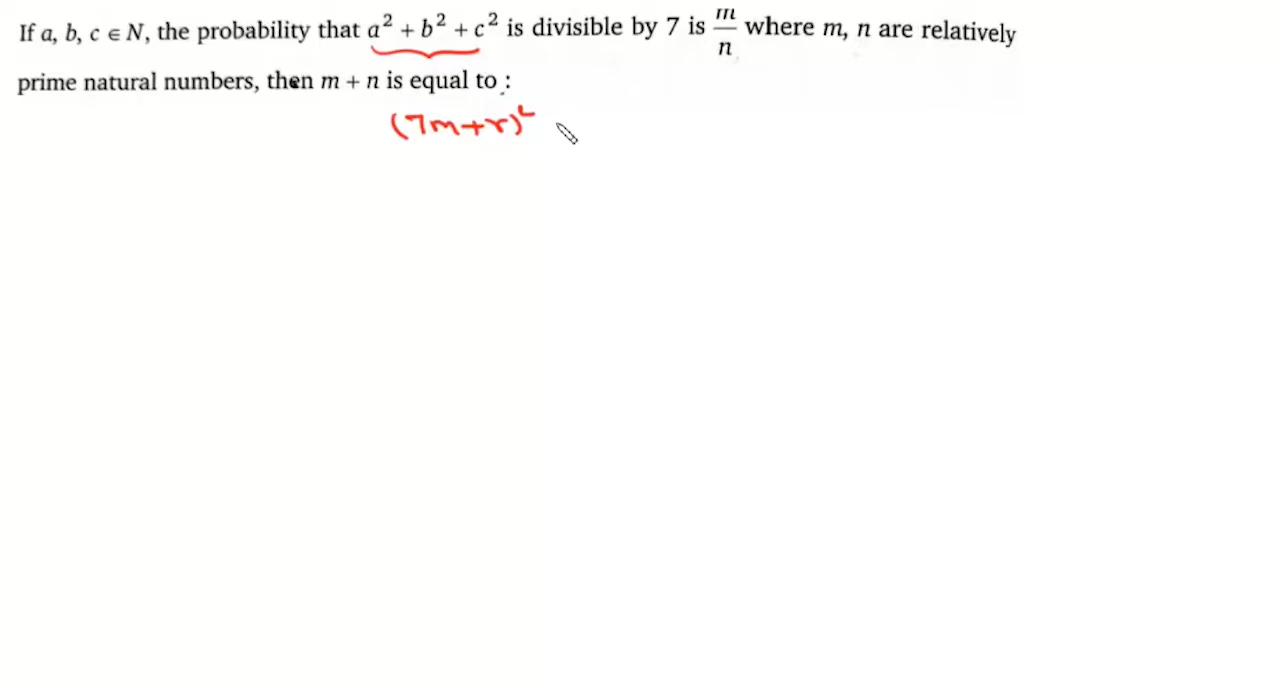 If a, b, c ∈ N, the probability that a² + b² + c² is divisible by 7 is m/n where m, n are relatively
prime natural numbers, then m + n is equal to :
(7m+r)²